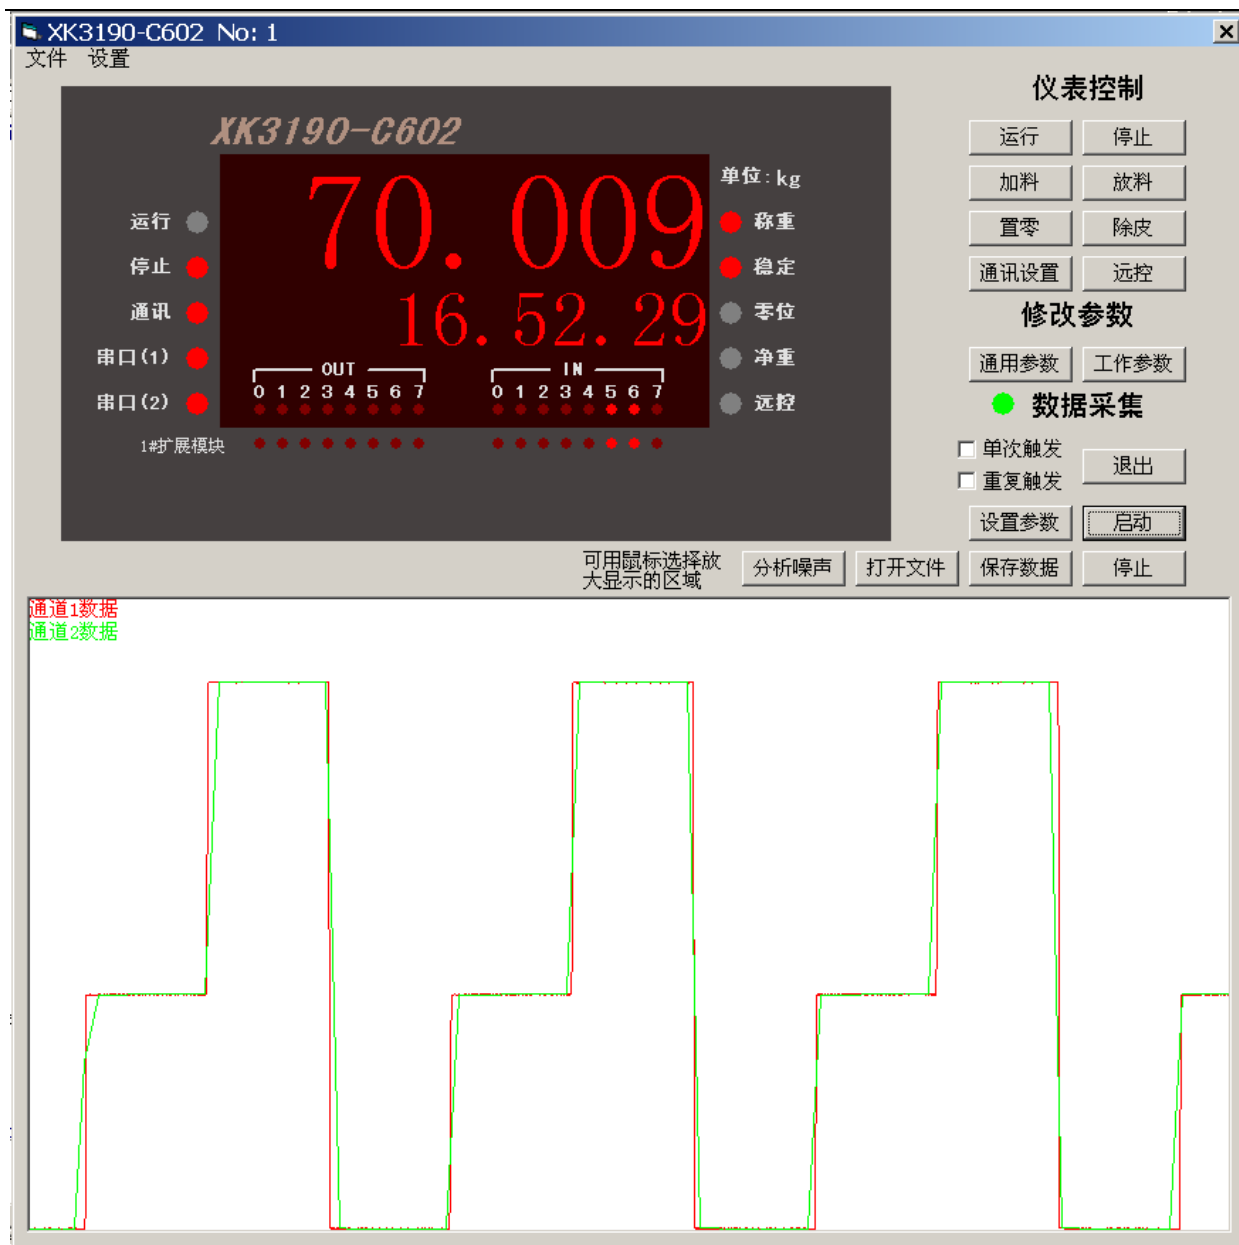 XK3190-C602 No: 1
文件 设置
仪表控制
XK3190-C602
运行 停止
70.009
单位:kg
加料 放料
运行
称重
置零 除皮
停止
稳定
通讯设置 远控
16.52.29
通讯
零位
修改参数
串口(1)
净重
通用参数 工作参数
OUT IN
0 1 2 3 4 5 6 7 0 1 2 3 4 5 6 7
串口(2)
远控
数据采集
1#扩展模块
单次触发
退出
重复触发
设置参数 启动
可用鼠标选择放
大显示的区域
分析噪声 打开文件 保存数据 停止
通道1数据
通道2数据